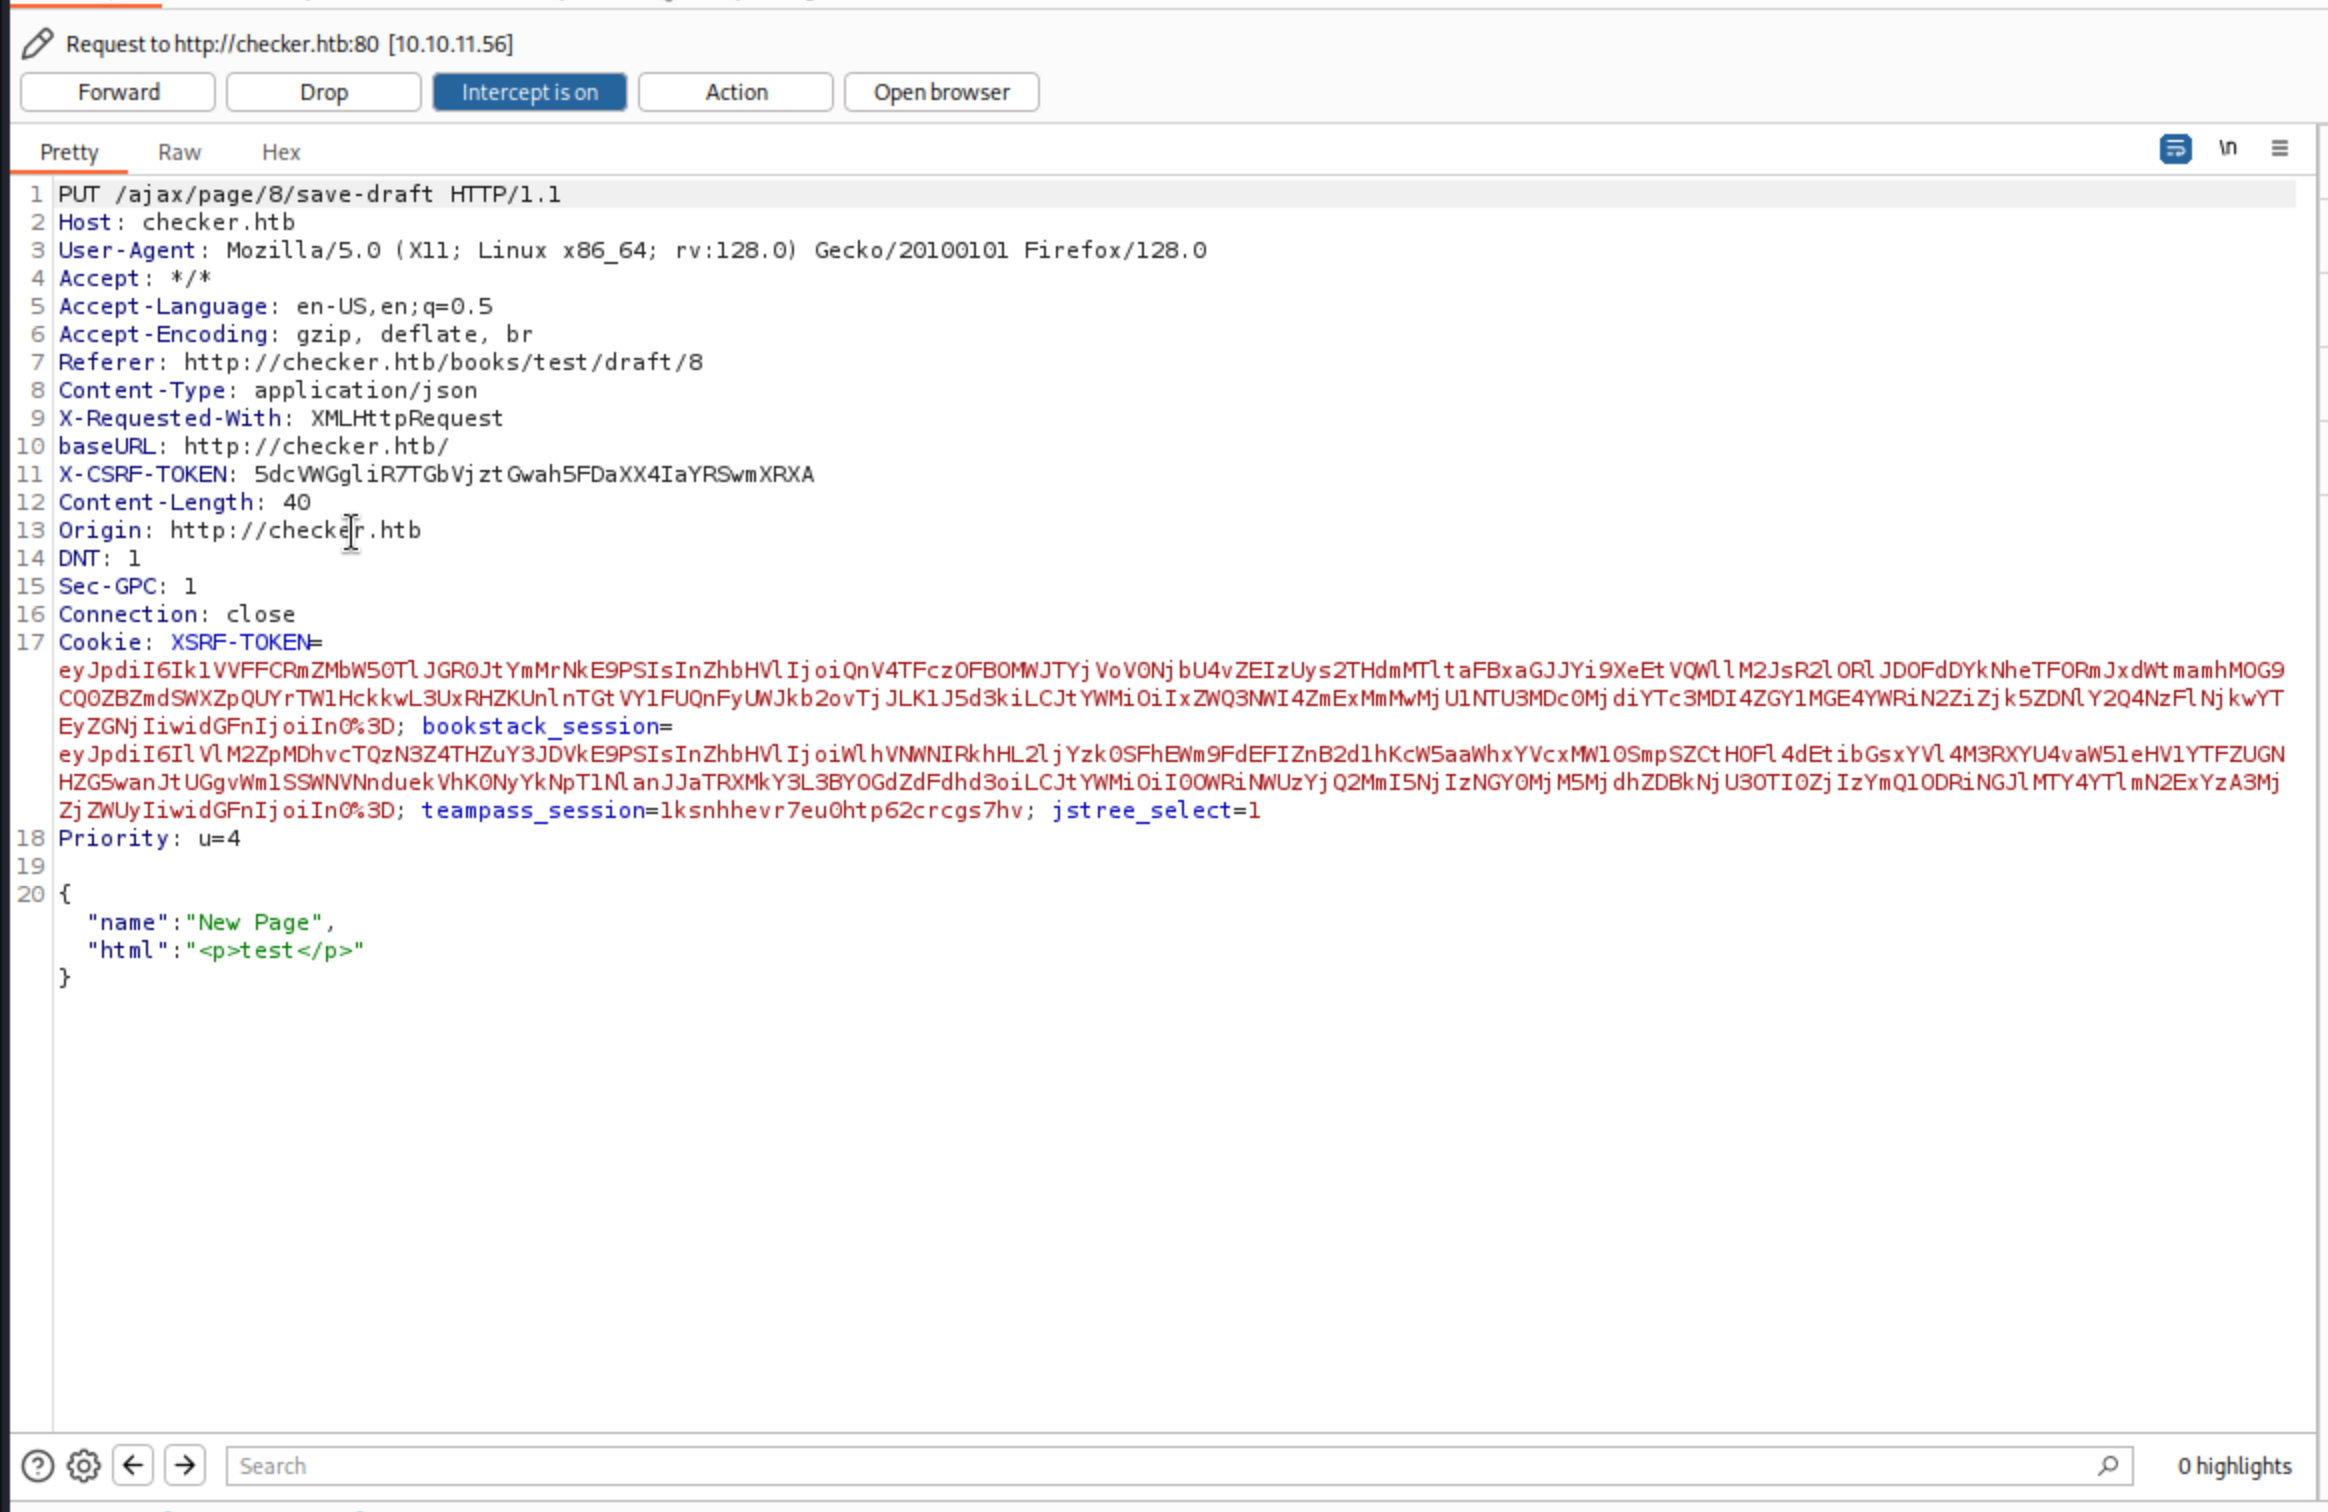 Request to http://checker.htb:80 [10.10.11.56]
Forward Drop Intercept is on Action Open browser
Pretty Raw Hex \n
1 PUT /ajax/page/8/save-draft HTTP/1.1
2 Host: checker.htb
3 User-Agent: Mozilla/5.0 (X11; Linux x86_64; rv:128.0) Gecko/20100101 Firefox/128.0
4 Accept: */*
5 Accept-Language: en-US,en;q=0.5
6 Accept-Encoding: gzip, deflate, br
7 Referer: http://checker.htb/books/test/draft/8
8 Content-Type: application/json
9 X-Requested-With: XMLHttpRequest
10 baseURL: http://checker.htb/
11 X-CSRF-TOKEN: 5dcVWGgliR7TGbVjztGwah5FDaXX4IaYRSwmXRXA
12 Content-Length: 40
13 Origin: http://checker.htb
14 DNT: 1
15 Sec-GPC: 1
16 Connection: close
17 Cookie: XSRF-TOKEN=
eyJpdiI6Ik1VVFFCRmZMbW50TlJGR0JtYmMrNkE9PSIsInZhbHVlIjoiQnV4TFczOFBOMWJTYjVoV0NjbU4vZEIzUys2THdmMTltaFBxaGJJYi9XeEtVQWllM2JsR2lORlJDOFdDYkNheTFORmJxdWtmamhMOG9
CQ0ZBZmdSWXZpQUYrTW1HckkwL3UxRHZKUnlnTGtVY1FUQnFyUWJkb2ovTjJLK1J5d3kiLCJtYWMiOiIxZWQ3NWI4ZmExMmMwMjU1NTU3MDc0MjdiYTc3MDI4ZGY1MGE4YWRiN2ZiZjk5ZDNlY2Q4NzFlNjkwYT
EyZGNjIiwidGFnIjoiIn0%3D; bookstack_session=
eyJpdiI6IlVlM2ZpMDhvcTQzN3Z4THZuY3JDVkE9PSIsInZhbHVlIjoiWlhVNWNIRkhHL2ljYzk0SFhEWm9FdEFIZnB2d1hKcW5aaWhxYVcxMW10SmpSZCtHOFl4dEtibGsxYVl4M3RXYU4vaW5leHV1YTFZUGN
HZG5wanJtUGgvWm1SSWNVNnduekVhK0NyYkNpT1NlanJJaTRXMkY3L3BYOGdZdFdhd3oiLCJtYWMiOiI0OWRiNWUzYjQ2MmI5NjIzNGY0MjM5MjdhZDBkNjU3OTI0ZjIzYmQ1ODRiNGJlMTY4YTlmN2ExYzA3Mj
ZjZWUyIiwidGFnIjoiIn0%3D; teampass_session=1ksnhhevr7eu0htp62crcgs7hv; jstree_select=1
18 Priority: u=4
19
20 {
"name":"New Page",
"html":"<p>test</p>"
}
Search 0 highlights